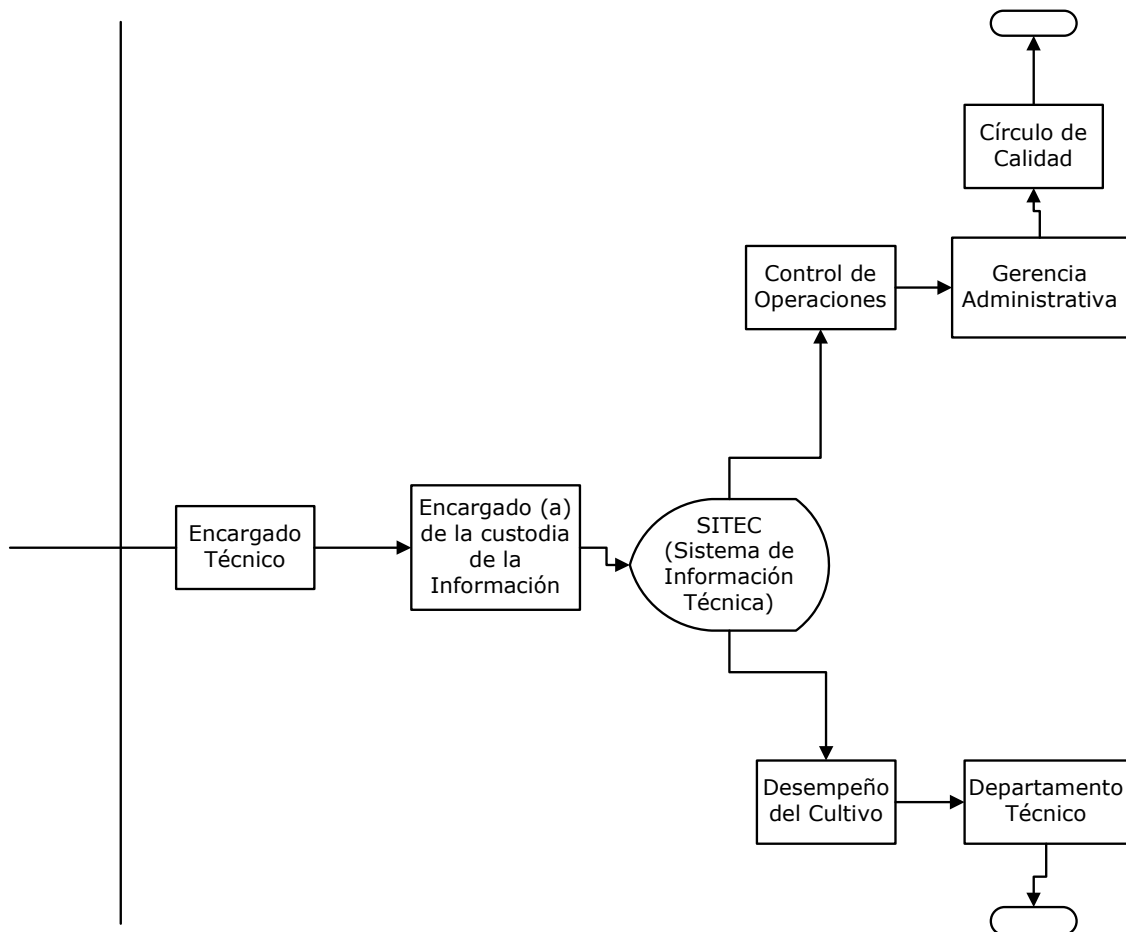 Círculo de
Calidad
Control de
Operaciones
Gerencia
Administrativa
Encargado
Técnico
Encargado (a)
de la custodia
de la
Información
SITEC
(Sistema de
Información
Técnica)
Desempeño
del Cultivo
Departamento
Técnico